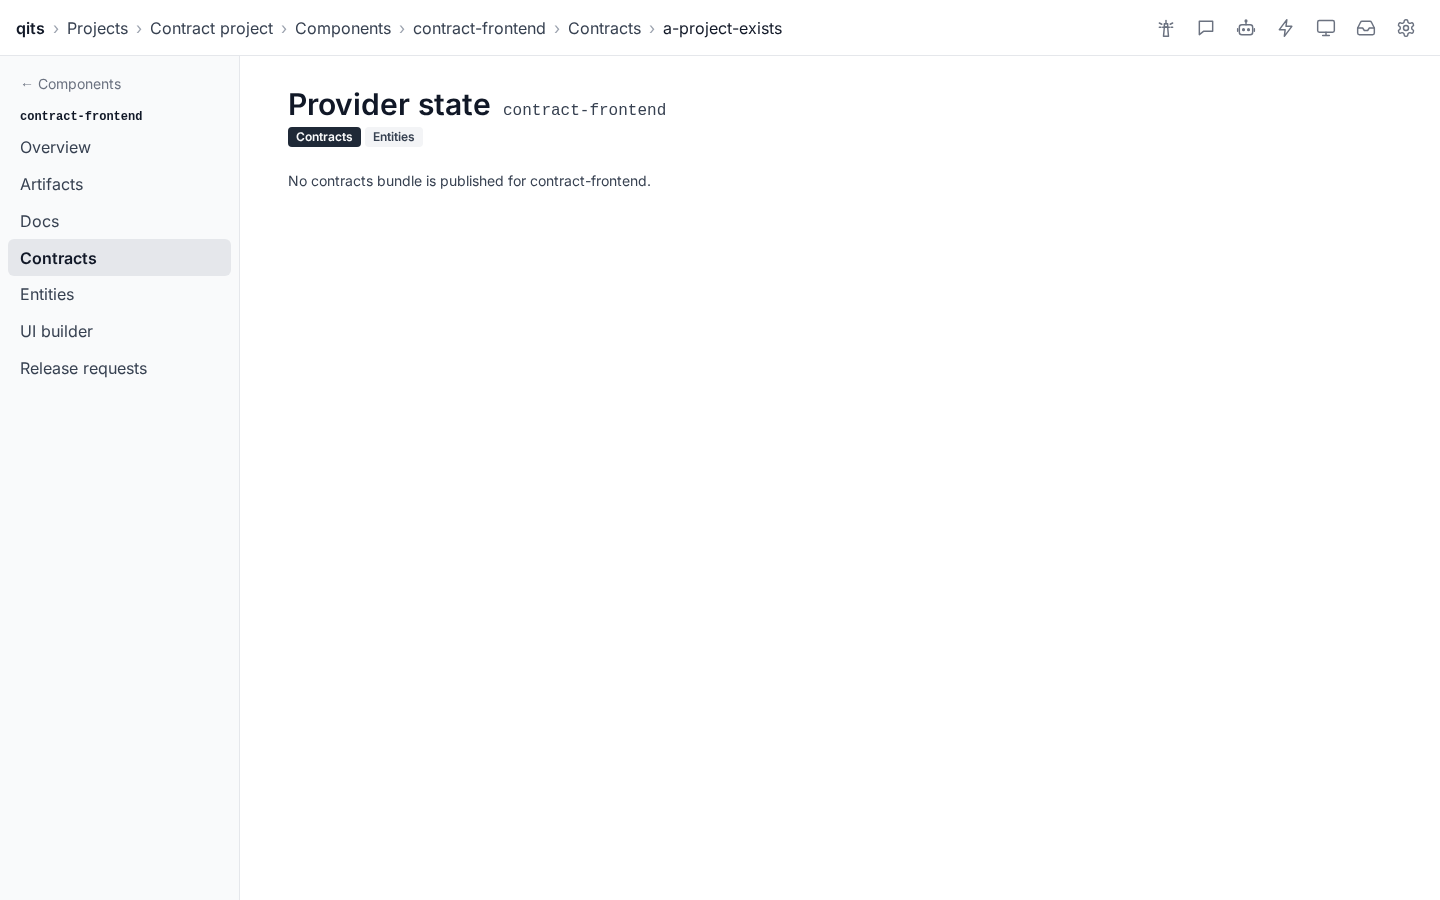 qits › Projects › Contract project › Components › contract-frontend › Contracts › a-project-exists
← Components
contract-frontend
Overview
Artifacts
Docs
Contracts
Entities
UI builder
Release requests
Provider state contract-frontend
Contracts Entities
No contracts bundle is published for contract-frontend.